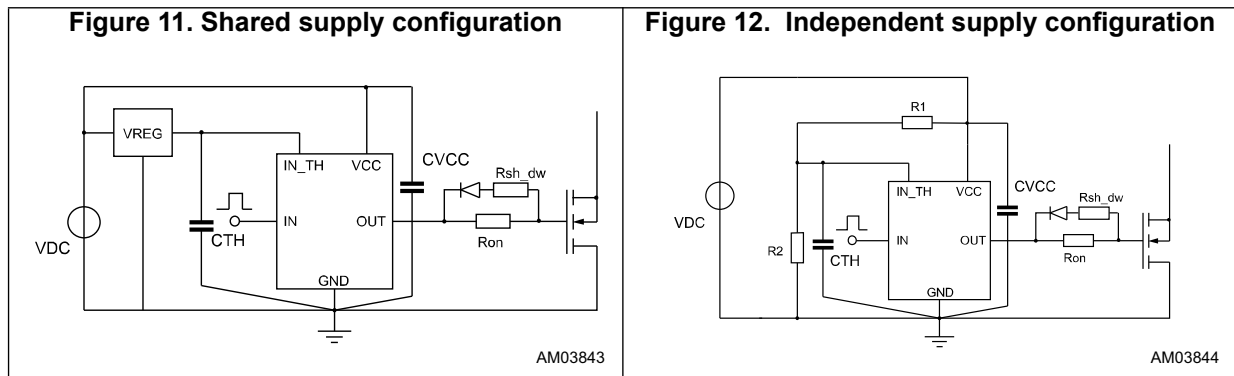 Figure 11. Shared supply configuration
VREG
IN_TH
VCC
CVCC
Rsh_dw
IN
OUT
CTH
Ron
VDC
GND
AM03843
Figure 12. Independent supply configuration
R1
IN_TH
VCC
CVCC
Rsh_dw
VDC
IN
OUT
R2
CTH
Ron
GND
AM03844